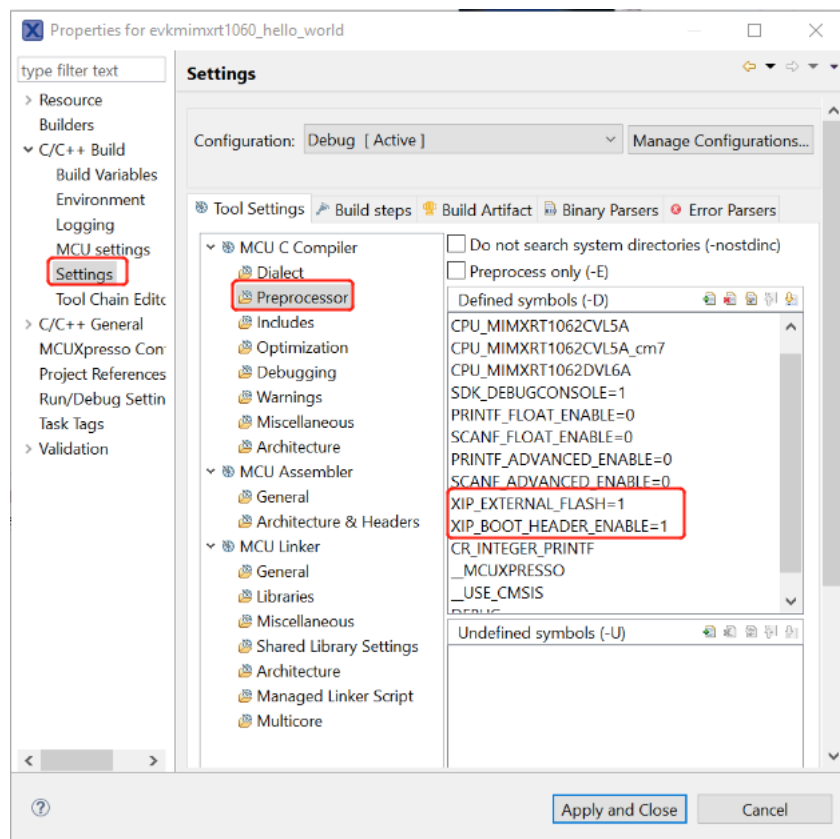 Properties for evkmimxrt1060_hello_world
type filter text
Resource
Builders
C/C++ Build
Build Variables
Environment
Logging
MCU settings
Settings
Tool Chain Editc
C/C++ General
MCUXpresso Con
Project References
Run/Debug Settin
Task Tags
Validation
Settings
Configuration: Debug [ Active ] Manage Configurations...
Tool Settings Build steps Build Artifact Binary Parsers Error Parsers
MCU C Compiler
Dialect
Preprocessor
Includes
Optimization
Debugging
Warnings
Miscellaneous
Architecture
MCU Assembler
General
Architecture & Headers
MCU Linker
General
Libraries
Miscellaneous
Shared Library Settings
Architecture
Managed Linker Script
Multicore
Do not search system directories (-nostdinc)
Preprocess only (-E)
Defined symbols (-D)
CPU_MIMXRT1062CVL5A
CPU_MIMXRT1062CVL5A_cm7
CPU_MIMXRT1062DVL6A
SDK_DEBUGCONSOLE=1
PRINTF_FLOAT_ENABLE=0
SCANF_FLOAT_ENABLE=0
PRINTF_ADVANCED_ENABLE=0
SCANF_ADVANCED_ENABLE=0
XIP_EXTERNAL_FLASH=1
XIP_BOOT_HEADER_ENABLE=1
CR_INTEGER_PRINTF
__MCUXPRESSO
__USE_CMSIS
DEBUG
Undefined symbols (-U)
Apply and Close Cancel